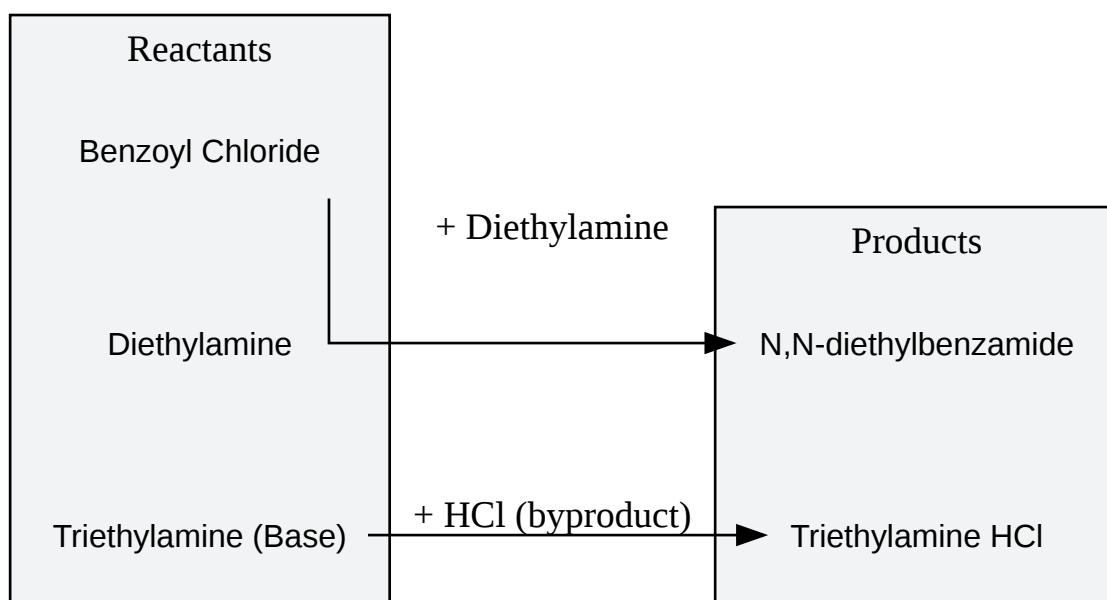 Reactants
Benzoyl Chloride
+ Diethylamine
Products
Diethylamine
N,N-diethylbenzamide
+ HCl (byproduct)
Triethylamine (Base)
Triethylamine HCl